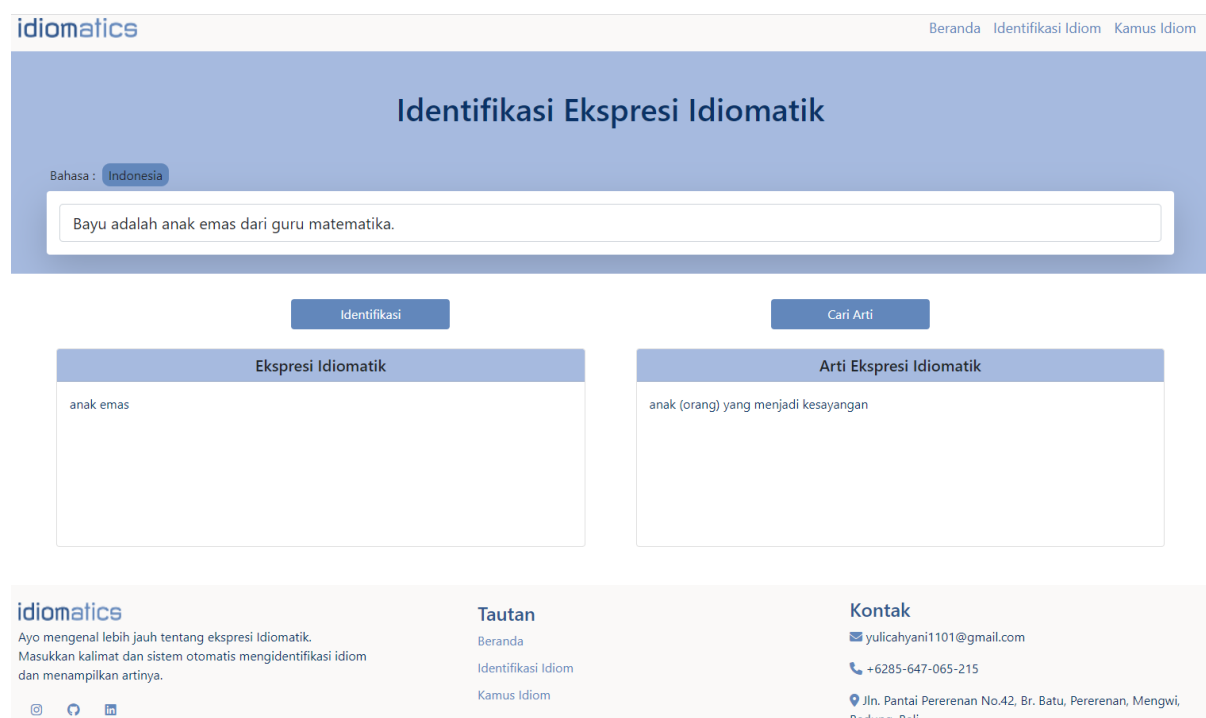 idiomatics
Beranda Identifikasi Idiom Kamus Idiom
Identifikasi Ekspresi Idiomatik
Bahasa : Indonesia
Bayu adalah anak emas dari guru matematika.
Identifikasi
Cari Arti
Ekspresi Idiomatik
anak emas
Arti Ekspresi Idiomatik
anak (orang) yang menjadi kesayangan
idiomatics
Ayo mengenal lebih jauh tentang ekspresi Idiomatik.
Masukkan kalimat dan sistem otomatis mengidentifikasi idiom
dan menampilkan artinya.
Tautan
Beranda
Identifikasi Idiom
Kamus Idiom
Kontak
yulicahyani1101@gmail.com
+6285-647-065-215
Jln. Pantai Pererenan No.42, Br. Batu, Pererenan, Mengwi,